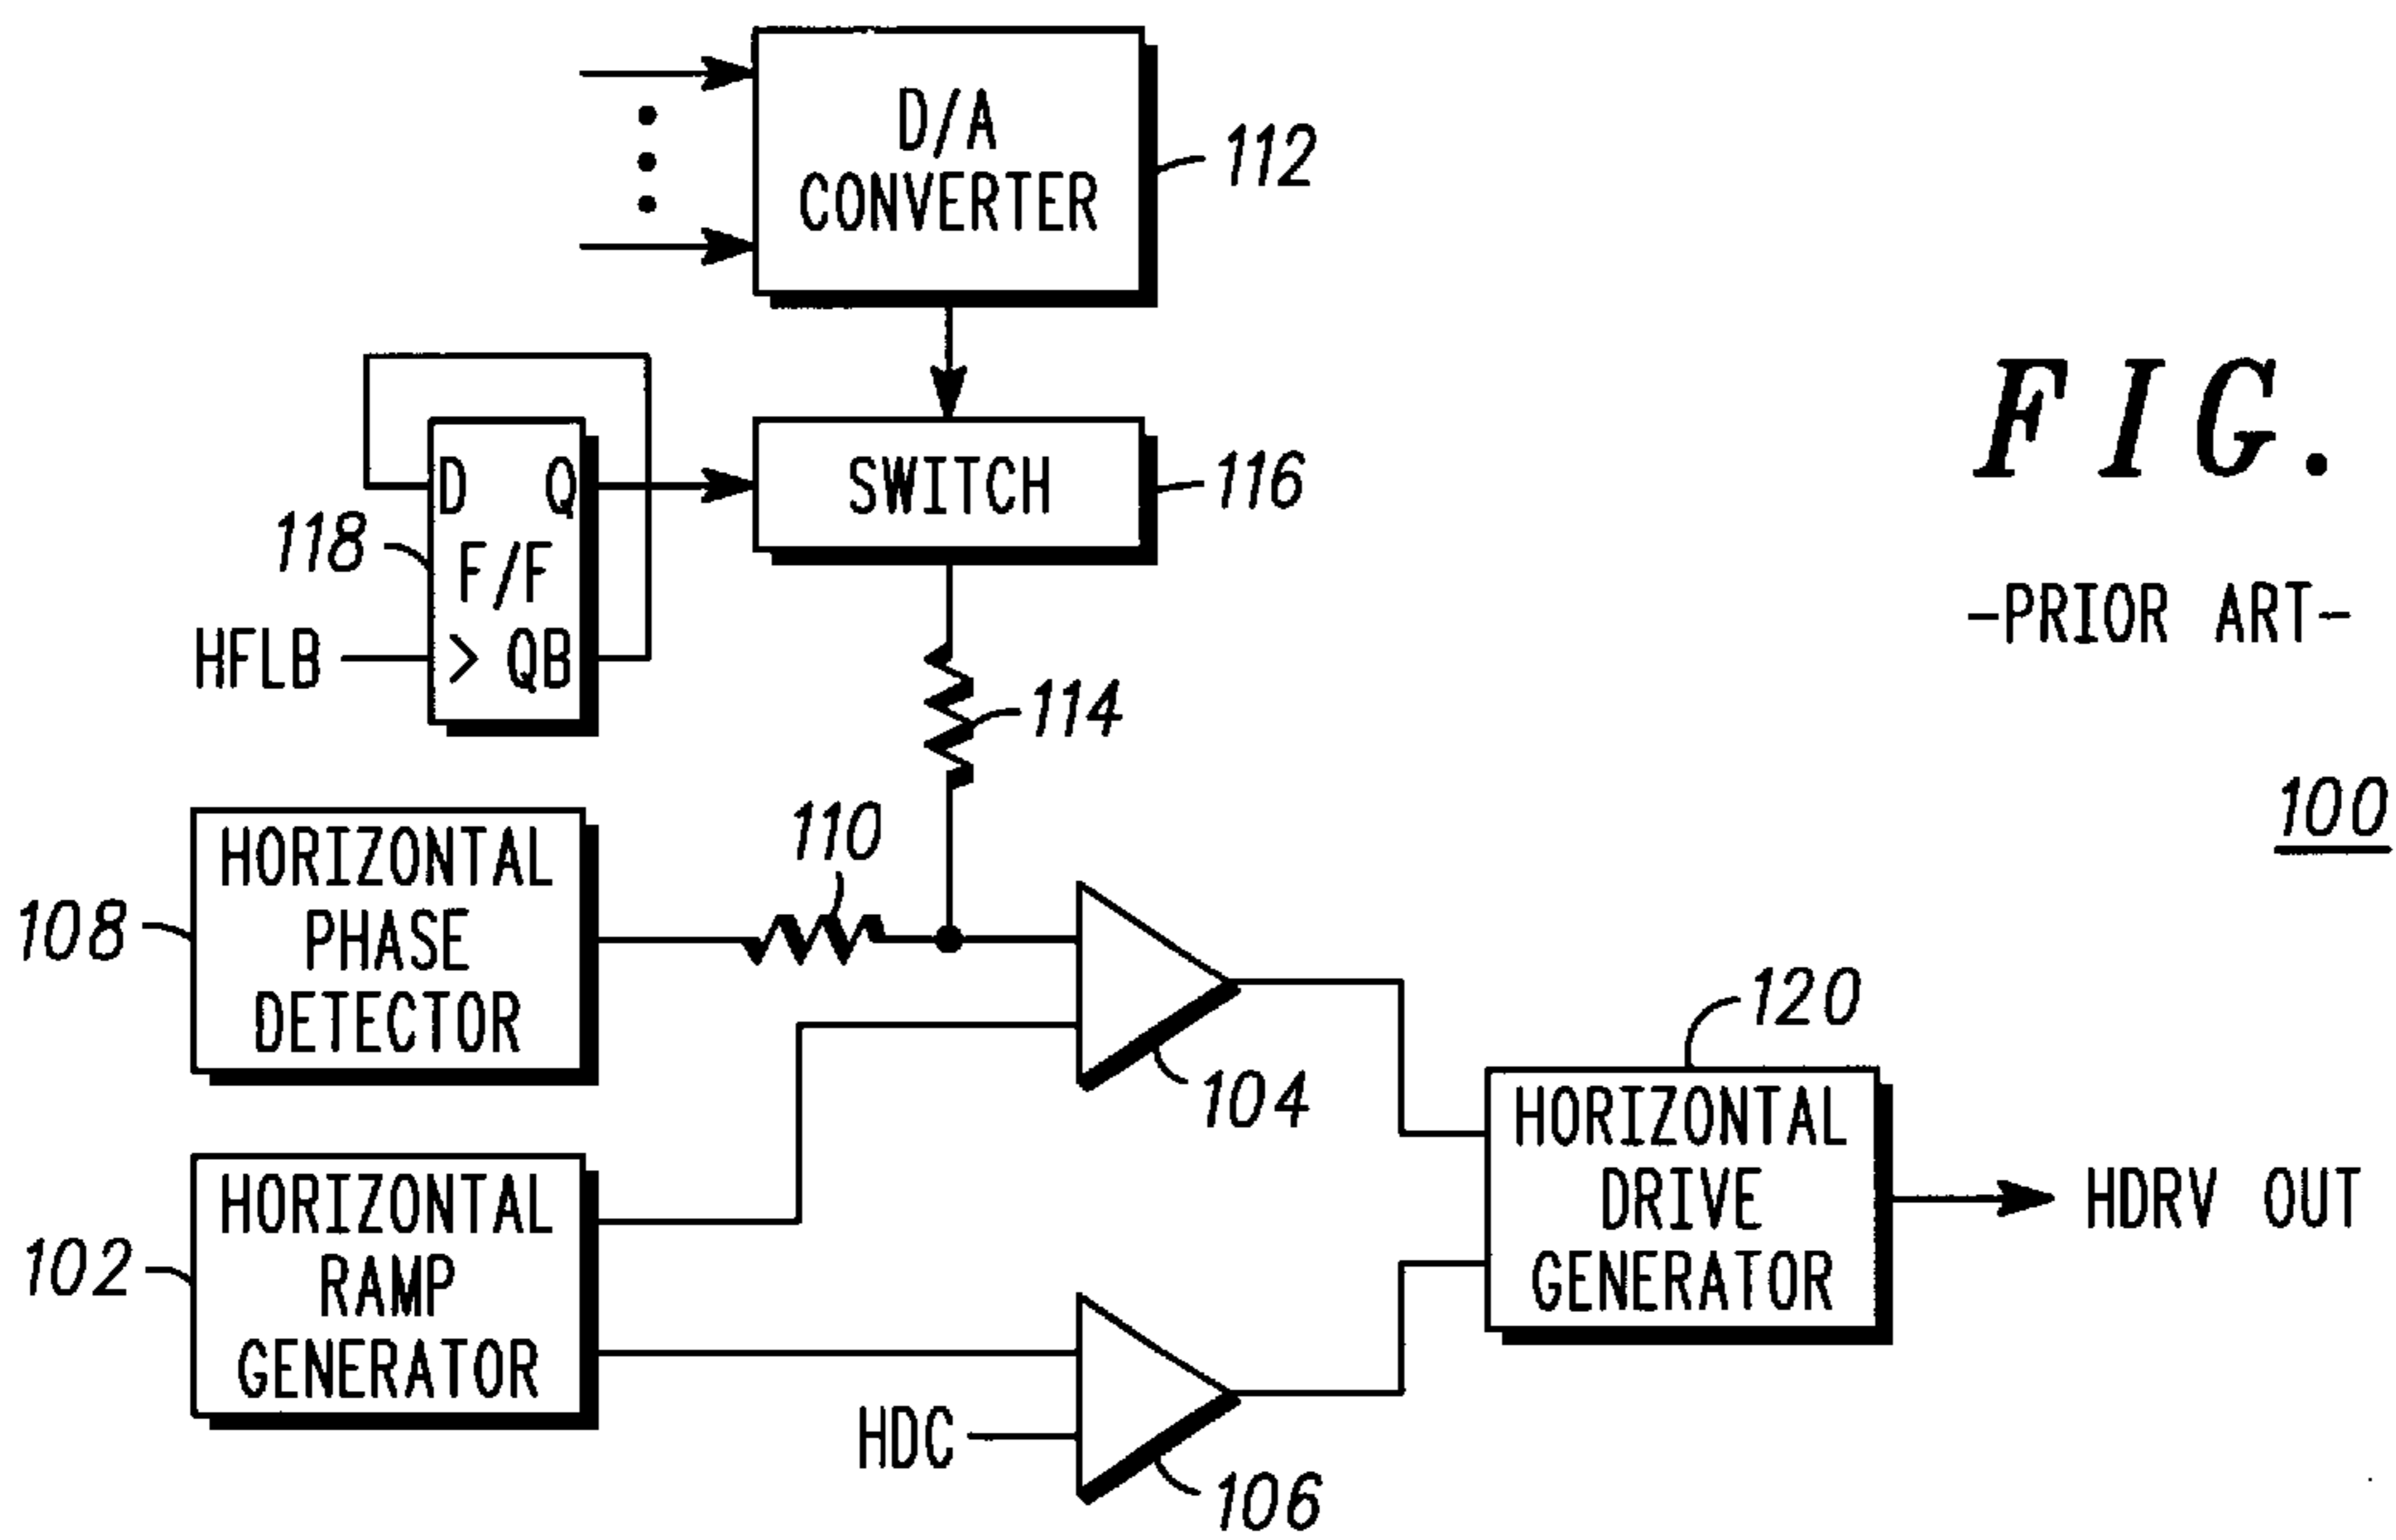 D/A
CONVERTER
112
FIG.
-PRIOR ART-
100
D Q
F/F
> QB
118
HFLB
SWITCH
116
114
110
HORIZONTAL
PHASE
DETECTOR
108
104
HORIZONTAL
RAMP
GENERATOR
102
HDC
106
120
HORIZONTAL
DRIVE
GENERATOR
HDRV OUT